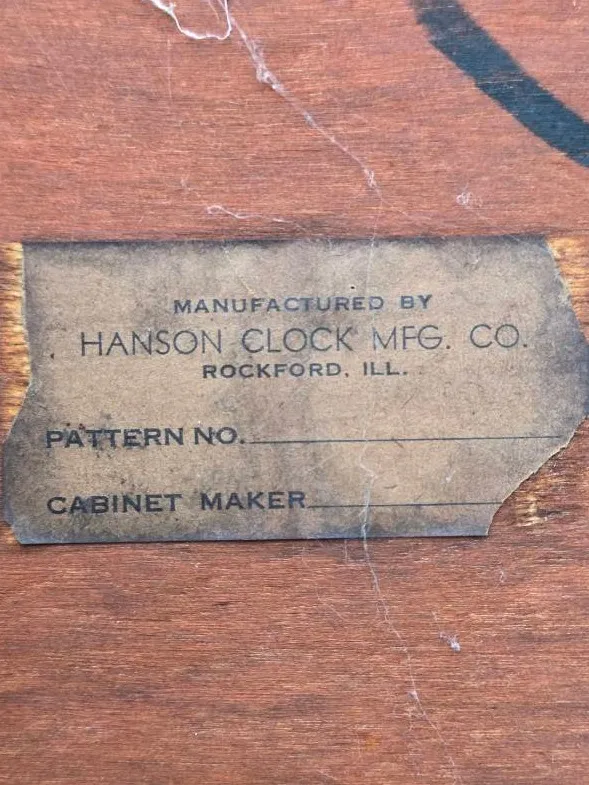 MANUFACTURED BY
HANSON CLOCK MFG. CO.
ROCKFORD, ILL.
PATTERN NO.
CABINET MAKER